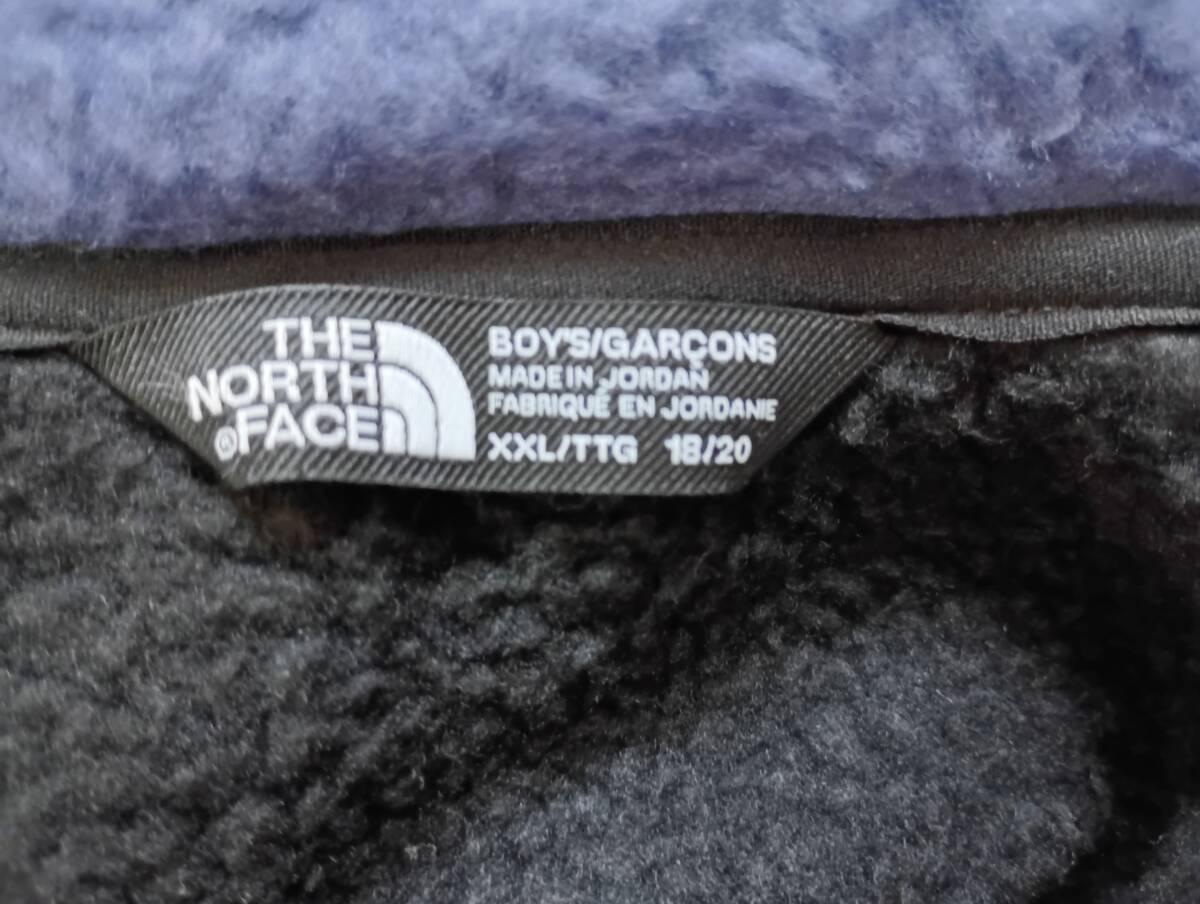 THE
NORTH
®FACE
BOY'S/GARÇONS
MADE IN JORDAN
FABRIQUÉ EN JORDANIE
XXL/TTG 18/20